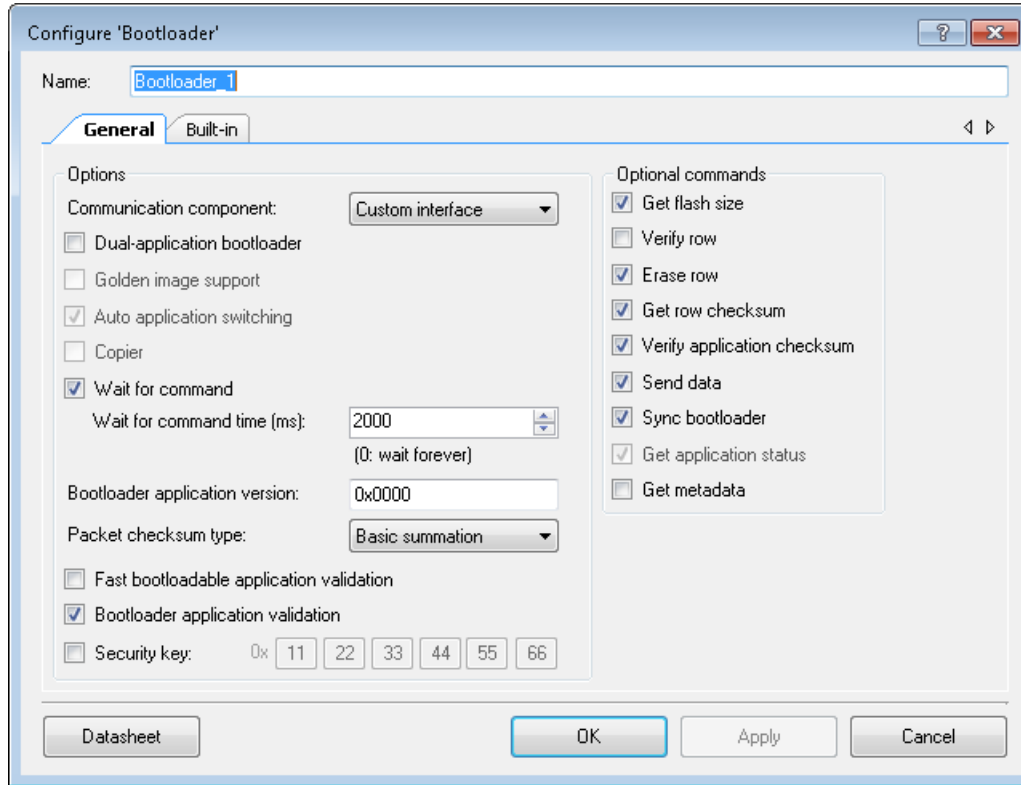 Configure 'Bootloader'
Name: Bootloader_1
General Built-in
Options
Communication component: Custom interface
Dual-application bootloader
Golden image support
Auto application switching
Copier
Wait for command
Wait for command time (ms): 2000
(0: wait forever)
Bootloader application version: 0x0000
Packet checksum type: Basic summation
Fast bootloadable application validation
Bootloader application validation
Security key: 0x 11 22 33 44 55 66
Optional commands
Get flash size
Verify row
Erase row
Get row checksum
Verify application checksum
Send data
Sync bootloader
Get application status
Get metadata
Datasheet OK Apply Cancel